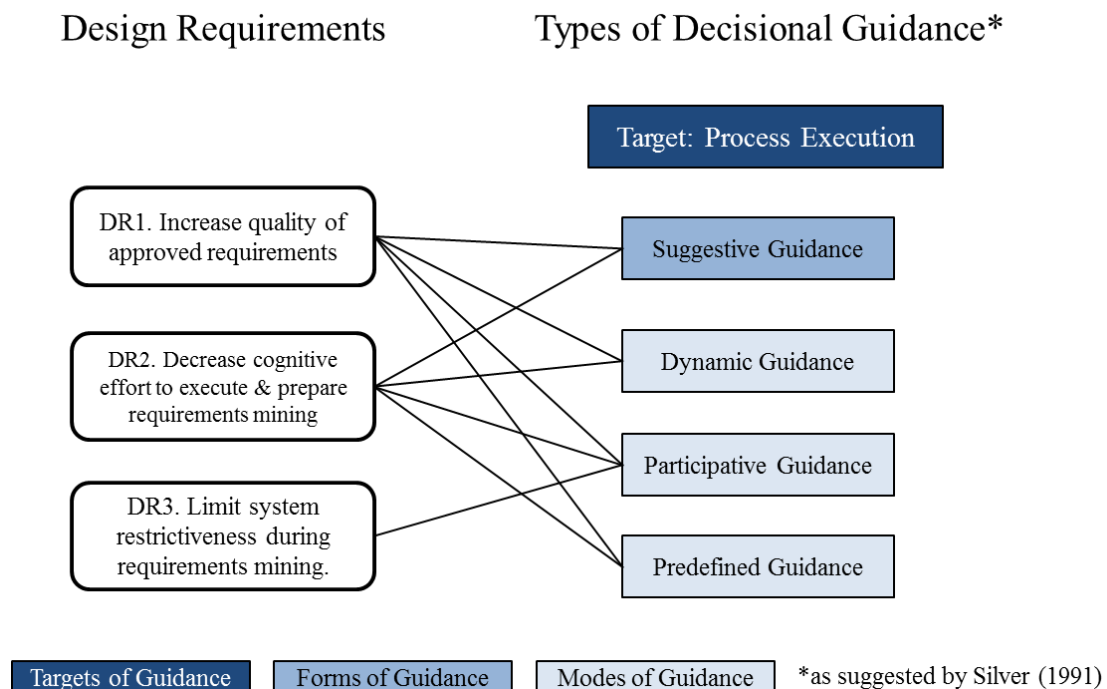 Design Requirements
Types of Decisional Guidance*
Target: Process Execution
DR1. Increase quality of
approved requirements
Suggestive Guidance
DR2. Decrease cognitive
effort to execute & prepare
requirements mining
Dynamic Guidance
Participative Guidance
DR3. Limit system
restrictiveness during
requirements mining.
Predefined Guidance
Targets of Guidance
Forms of Guidance
Modes of Guidance
*as suggested by Silver (1991)